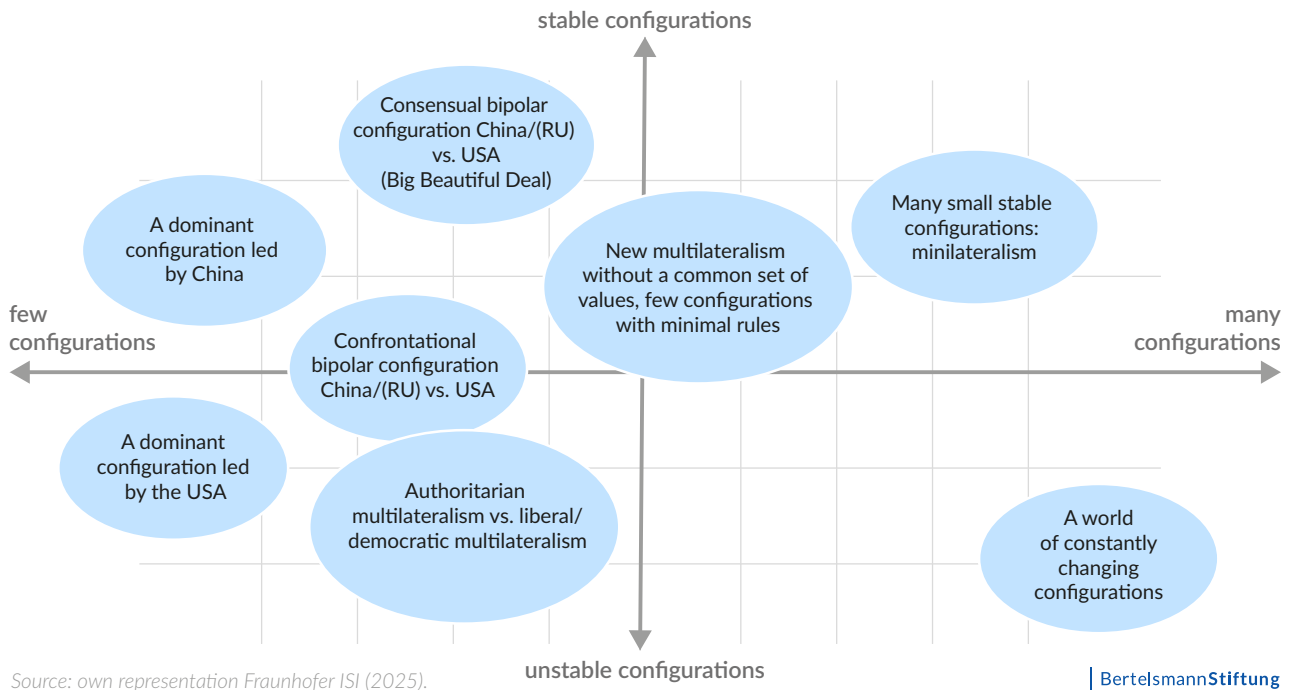 stable configurations
Consensual bipolar
configuration China/(RU)
vs. USA
(Big Beautiful Deal)
Many small stable
configurations:
minilateralism
A dominant
configuration led
by China
New multilateralism
without a common set of
values, few configurations
with minimal rules
few
configurations
many
configurations
Confrontational
bipolar configuration
China/(RU) vs. USA
A dominant
configuration led
by the USA
Authoritarian
multilateralism vs. liberal/
democratic multilateralism
A world
of constantly
changing
configurations
unstable configurations
Source: own representation Fraunhofer ISI (2025).
BertelsmannStiftung